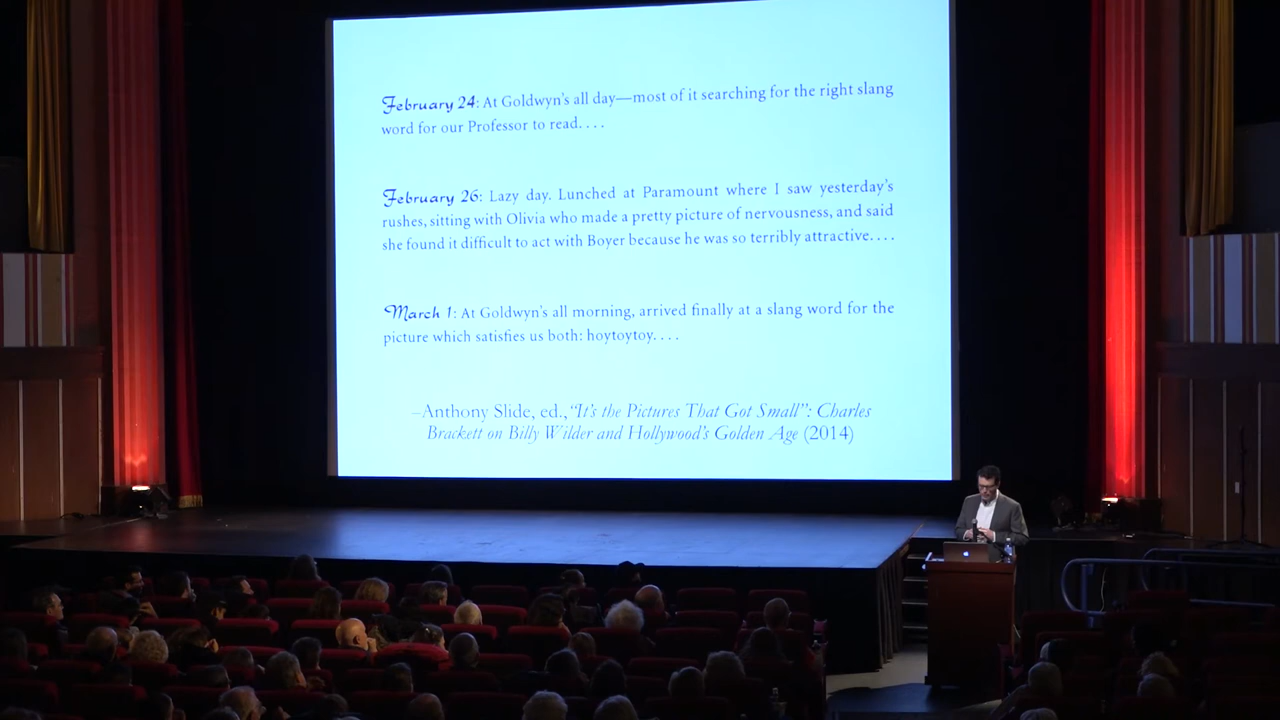 February 24: At Goldwyn's all day—most of it searching for the right slang
word for our Professor to read. . . .
February 26: Lazy day. Lunched at Paramount where I saw yesterday's
rushes, sitting with Olivia who made a pretty picture of nervousness, and said
she found it difficult to act with Boyer because he was so terribly attractive. . . .
March 1: At Goldwyn's all morning, arrived finally at a slang word for the
picture which satisfies us both: hoytoytoy. . . .
–Anthony Slide, ed., "It's the Pictures That Got Small": Charles
Brackett on Billy Wilder and Hollywood's Golden Age (2014)